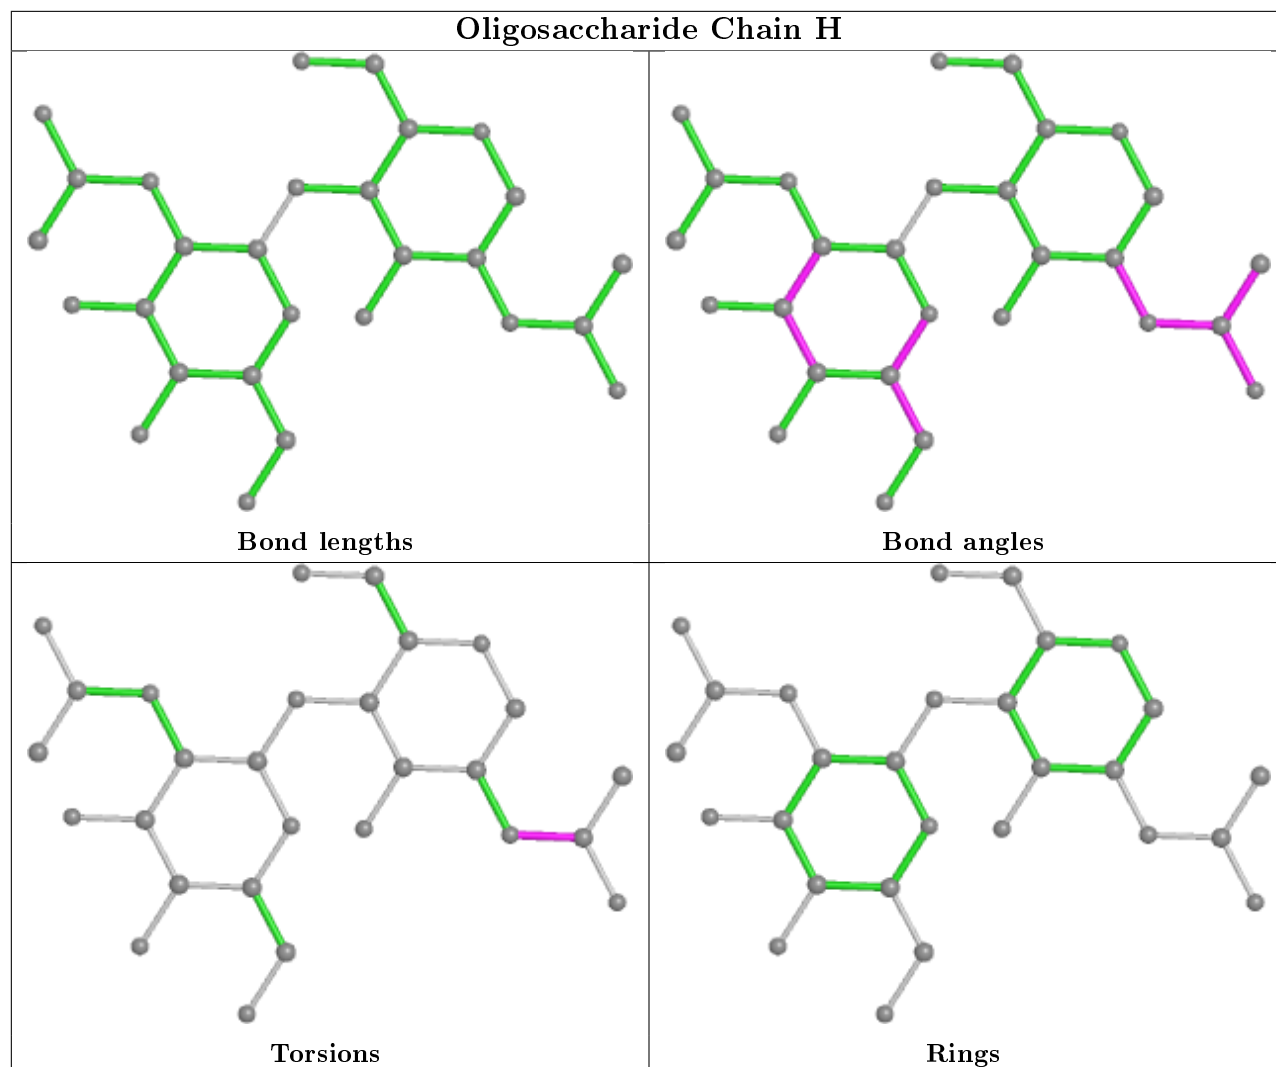 Oligosaccharide Chain H
Bond lengths
Bond angles
Torsions
Rings